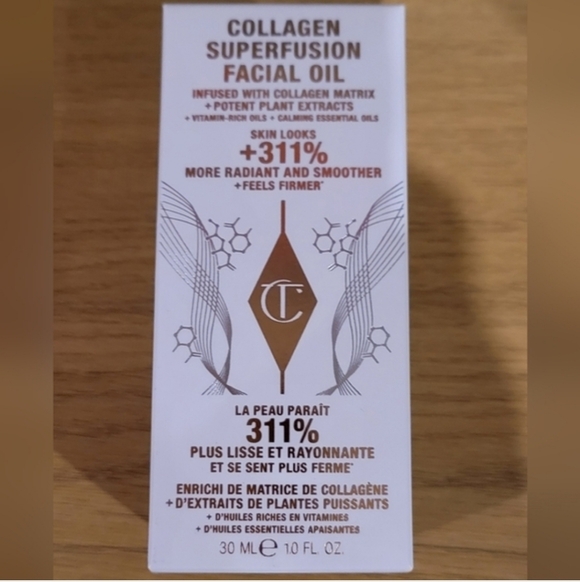 COLLAGEN
SUPERFUSION
FACIAL OIL
INFUSED WITH COLLAGEN MATRIX
+ POTENT PLANT EXTRACTS
+ VITAMIN-RICH OILS + CALMING ESSENTIAL OILS
SKIN LOOKS
+311%
MORE RADIANT AND SMOOTHER
+FEELS FIRMER*
CT
LA PEAU PARAÎT
311%
PLUS LISSE ET RAYONNANTE
ET SE SENT PLUS FERME*
ENRICHI DE MATRICE DE COLLAGÈNE
+ D'EXTRAITS DE PLANTES PUISSANTS
+ D'HUILES RICHES EN VITAMINES
+ D'HUILES ESSENTIELLES APAISANTES
30 ML ℮ 1.0 FL. OZ.